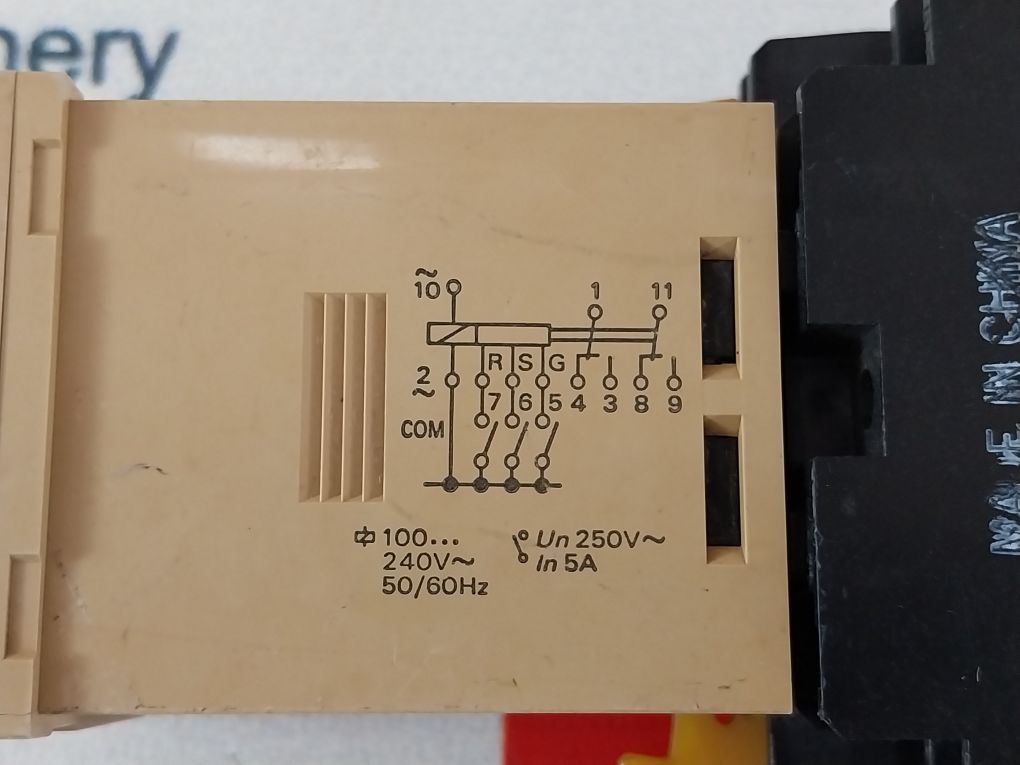 nery
~
10 1 11
R S G
2
~
7 6 5 4 3 8 9
COM
100... Un 250V~
240V~ In 5A
50/60Hz
MADE IN CHINA